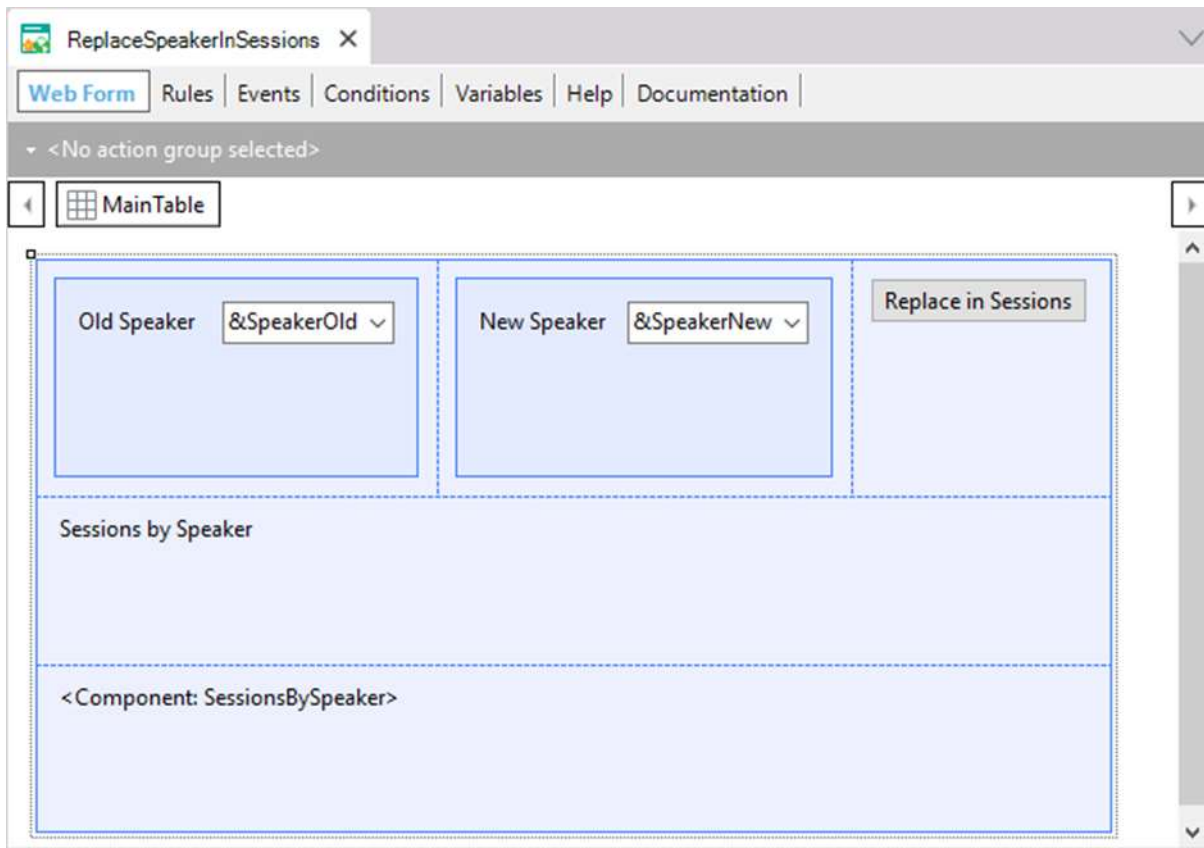 ReplaceSpeakerInSessions
Web Form Rules Events Conditions Variables Help Documentation
<No action group selected>
MainTable
Old Speaker &SpeakerOld New Speaker &SpeakerNew Replace in Sessions
Sessions by Speaker
<Component: SessionsBySpeaker>